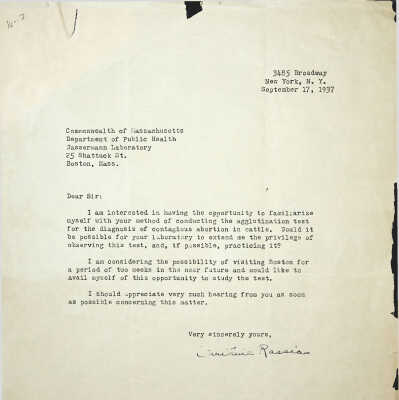 3485 Broadway
New York, N. Y.
September 17, 1937
Commonwealth of Massachusetts
Department of Public Health
Wassermann Laboratory
25 Shattuck St.
Boston, Mass.
Dear Sir:
I am interested in having the opportunity to familiarize
myself with your method of conducting the agglutination test
for the diagnosis of contagious abortion in cattle. Would it
be possible for your laboratory to extend me the privilege of
observing this test, and, if possible, practicing it?
I am considering the possibility of visiting Boston for
a period of two weeks in the near future and would like to
avail myself of this opportunity to study the test.
I should appreciate very much hearing from you as soon
as possible concerning this matter.
Very sincerely yours,